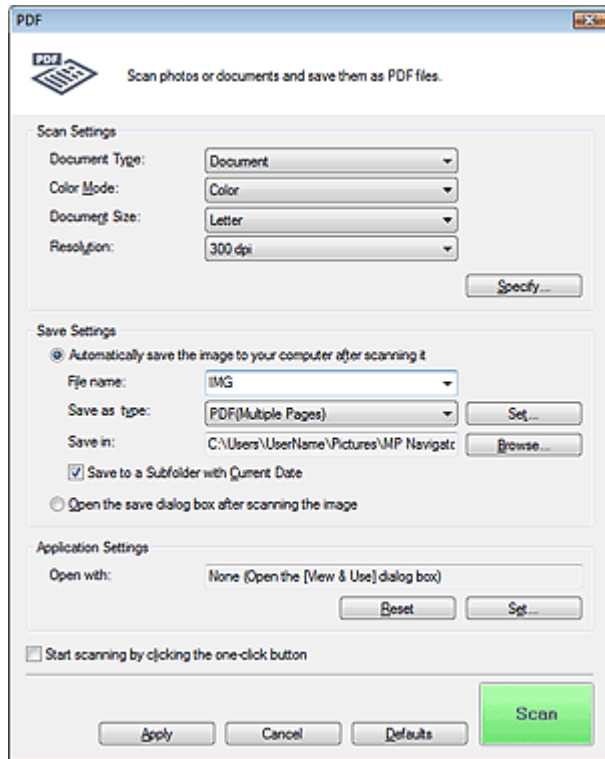 PDF
PDF
Scan photos or documents and save them as PDF files.
Scan Settings
Document Type: Document
Color Mode: Color
Document Size: Letter
Resolution: 300 dpi
Specify...
Save Settings
Automatically save the image to your computer after scanning it
File name: IMG
Save as type: PDF(Multiple Pages) Set...
Save in: C:\Users\UserName\Pictures\MP Navigato Browse...
Save to a Subfolder with Current Date
Open the save dialog box after scanning the image
Application Settings
Open with: None (Open the [View & Use] dialog box)
Reset Set...
Start scanning by clicking the one-click button
Scan
Apply Cancel Defaults